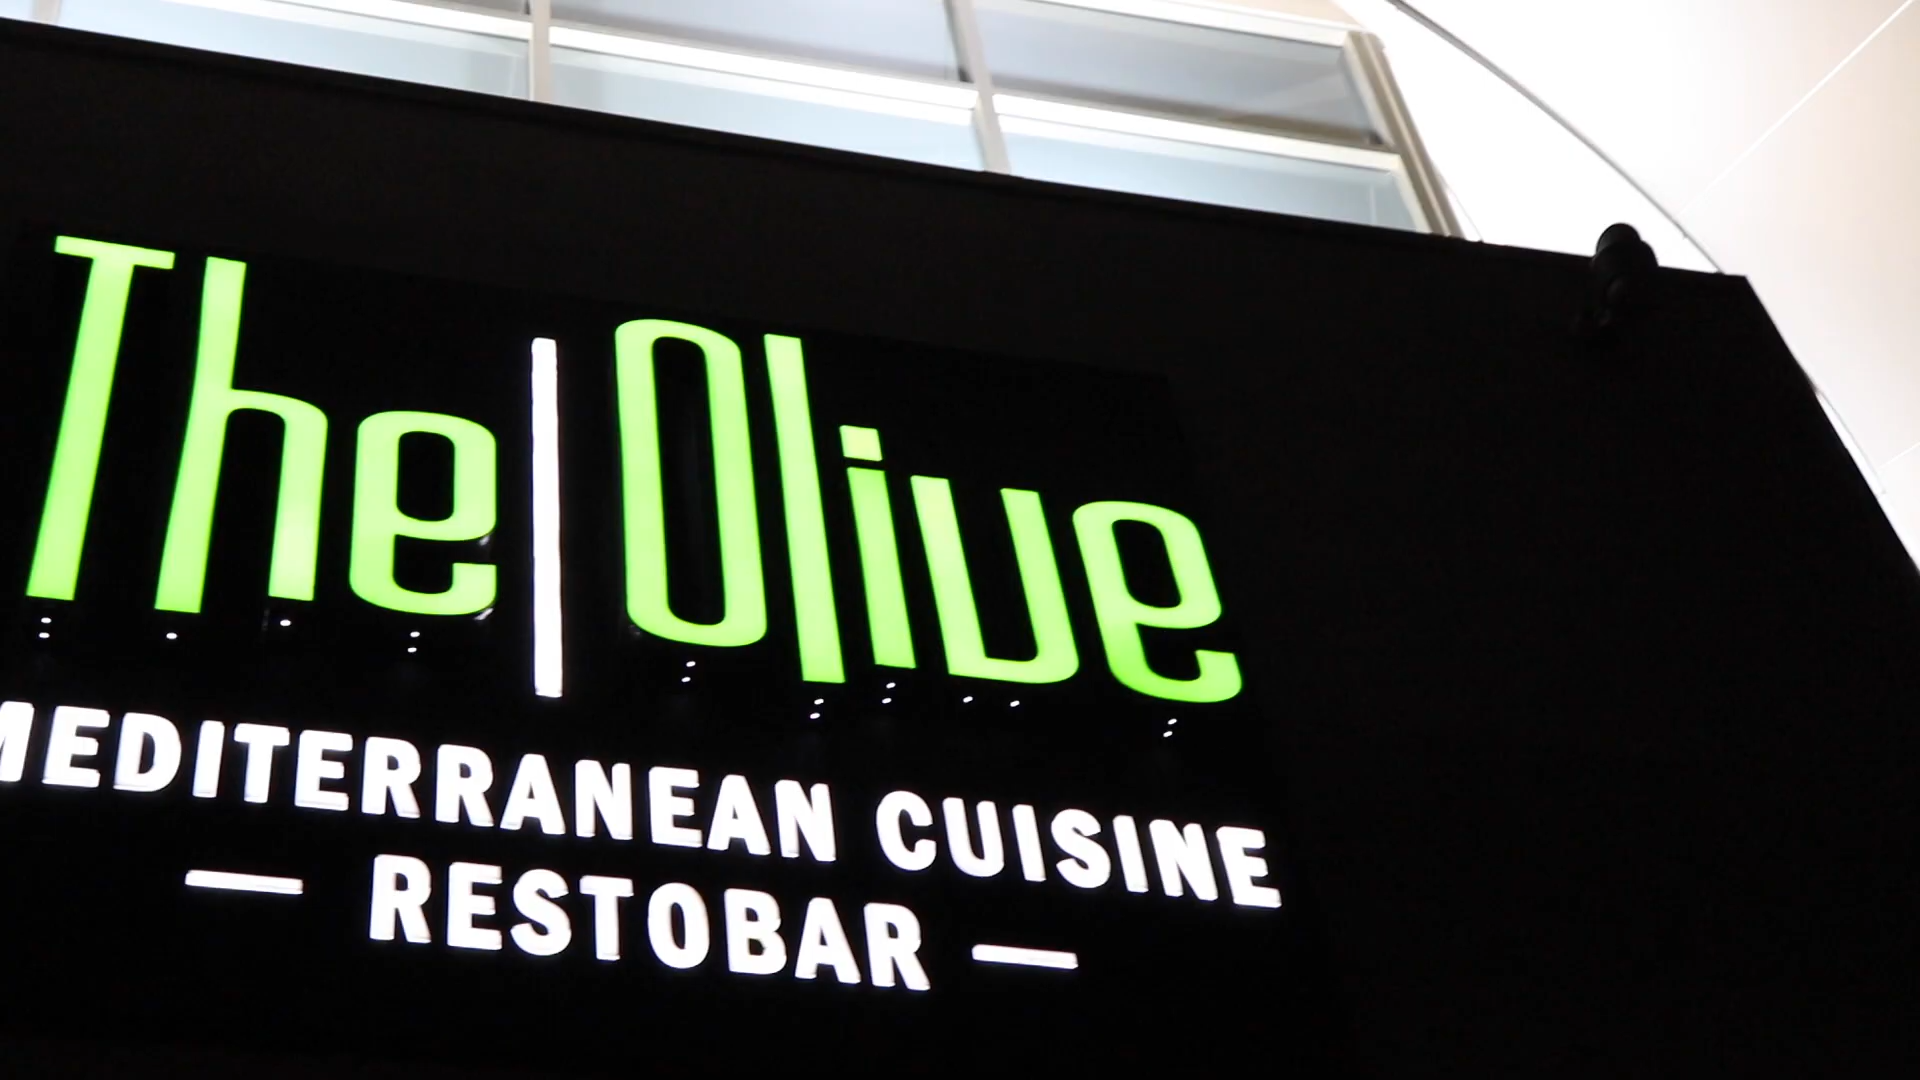 The|Olive
MEDITERRANEAN CUISINE
— RESTOBAR —